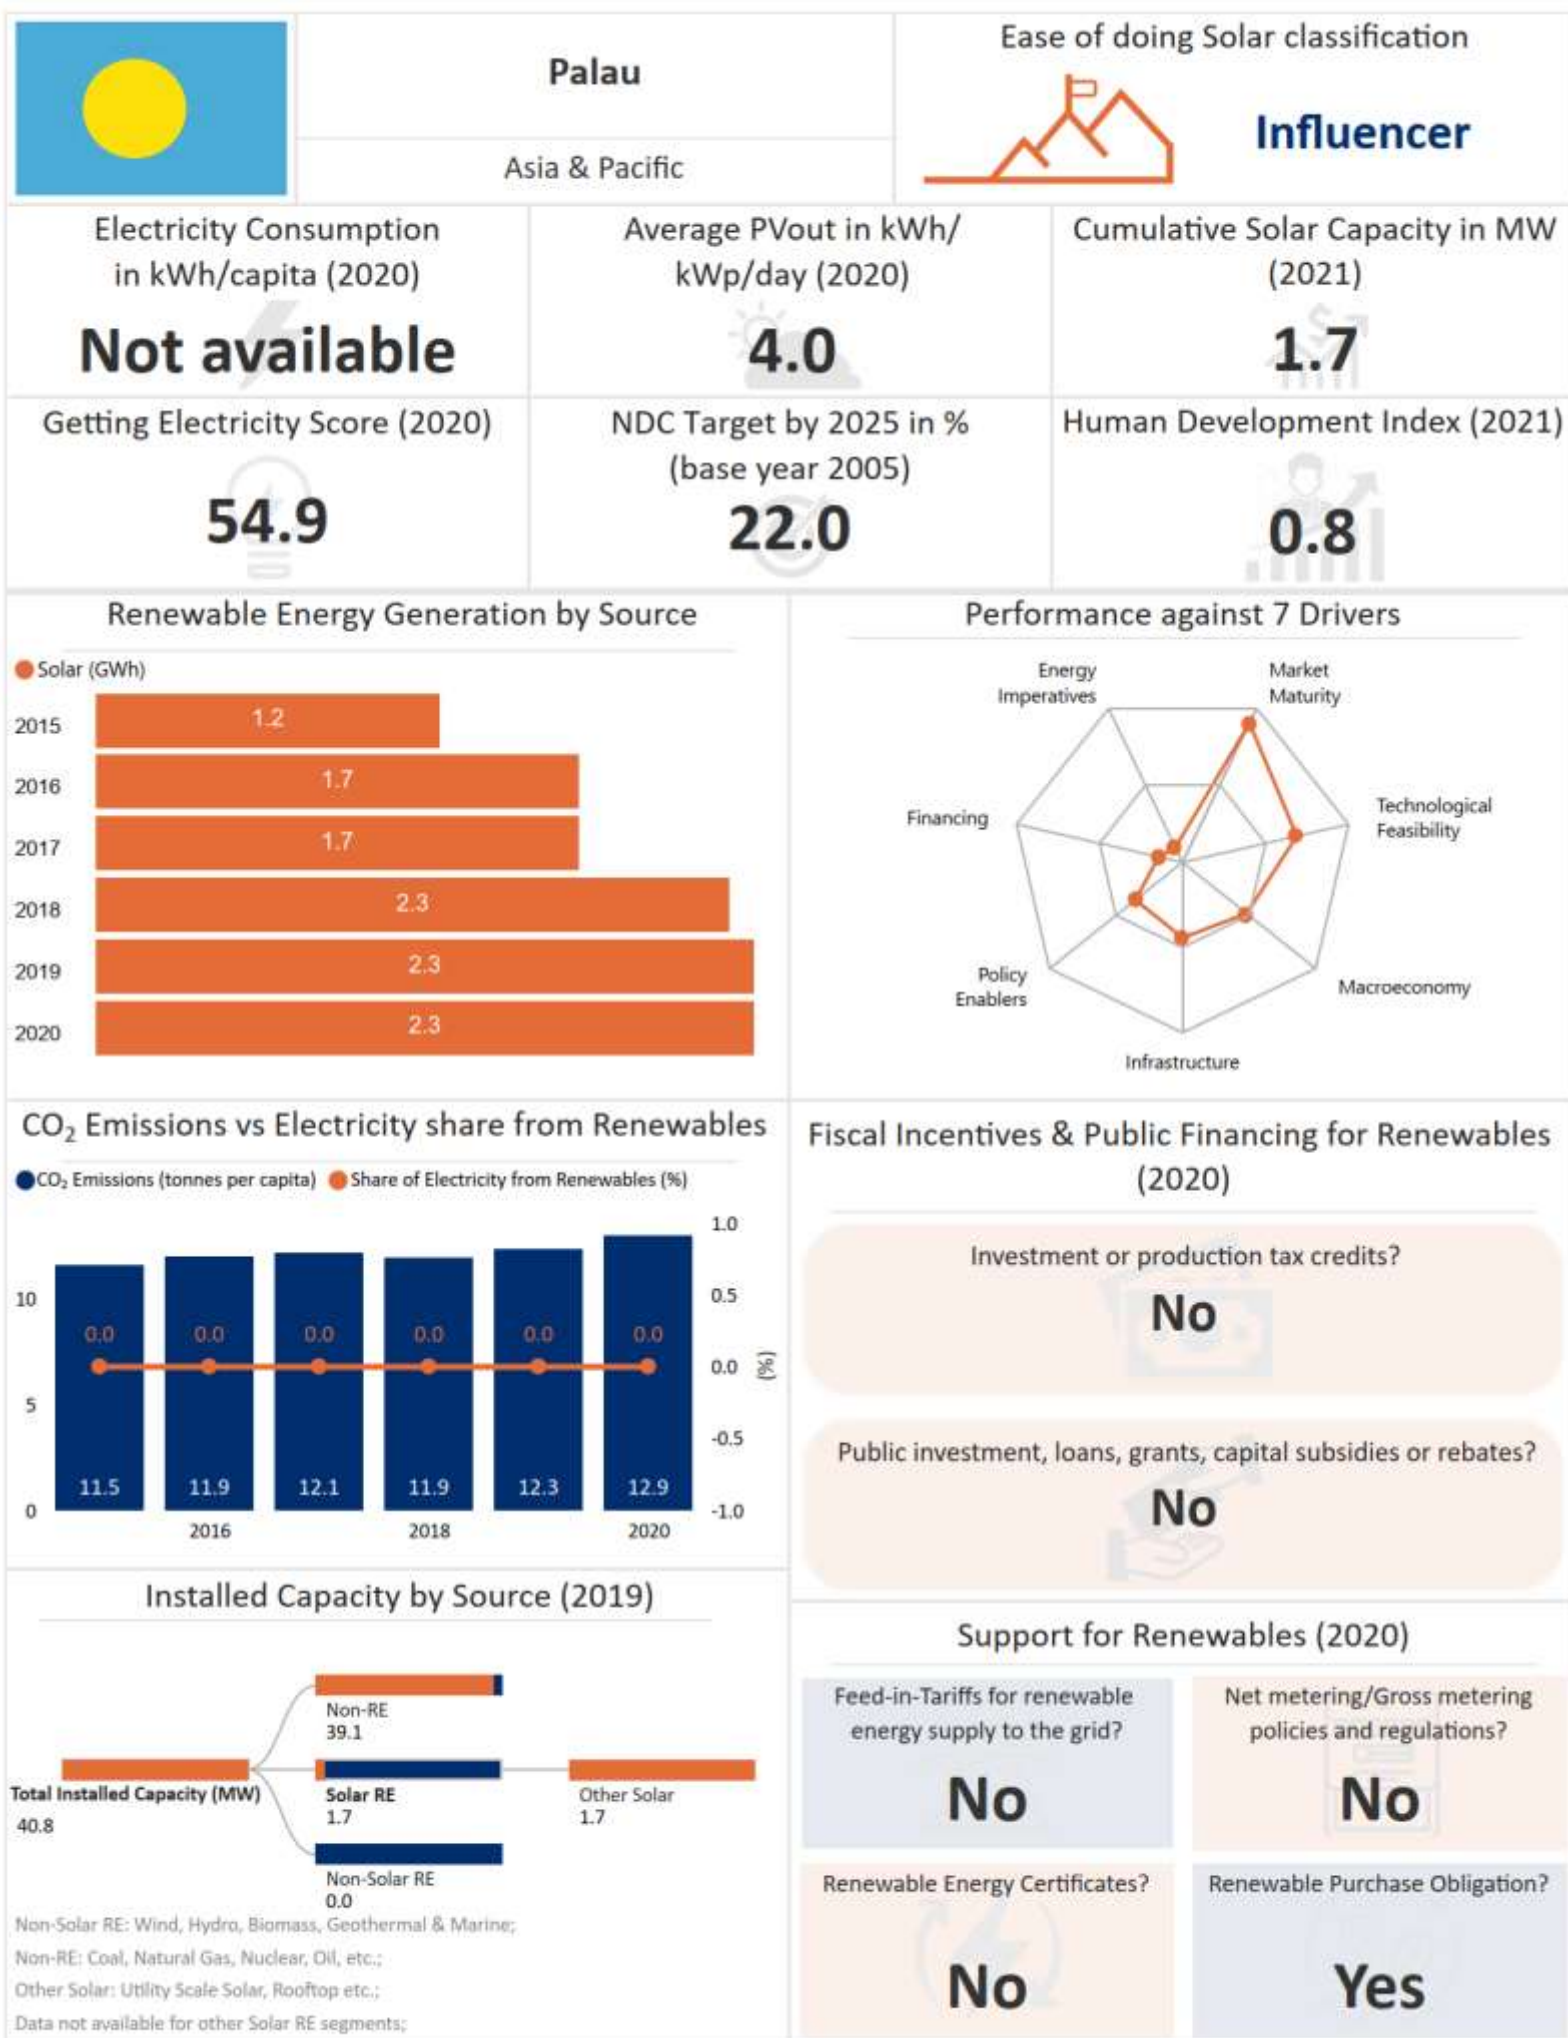 Palau
Asia & Pacific
Ease of doing Solar classification
Influencer
Electricity Consumption
in kWh/capita (2020)
Not available
Average PVout in kWh/
kWp/day (2020)
4.0
Cumulative Solar Capacity in MW
(2021)
1.7
Getting Electricity Score (2020)
54.9
NDC Target by 2025 in %
(base year 2005)
22.0
Human Development Index (2021)
0.8
Renewable Energy Generation by Source
Solar (GWh)
2015 1.2
2016 1.7
2017 1.7
2018 2.3
2019 2.3
2020 2.3
Performance against 7 Drivers
Energy
Imperatives
Market
Maturity
Financing
Technological
Feasibility
Policy
Enablers
Macroeconomy
Infrastructure
CO₂ Emissions vs Electricity share from Renewables
CO₂ Emissions (tonnes per capita) Share of Electricity from Renewables (%)
1.0
10 0.5
0.0 0.0 0.0 0.0 0.0 0.0
0.0 (%)
5
-0.5
11.5 11.9 12.1 11.9 12.3 12.9
0 -1.0
2016 2018 2020
Fiscal Incentives & Public Financing for Renewables
(2020)
Investment or production tax credits?
No
Public investment, loans, grants, capital subsidies or rebates?
No
Installed Capacity by Source (2019)
Non-RE
39.1
Total Installed Capacity (MW)
40.8
Solar RE
1.7
Other Solar
1.7
Non-Solar RE
0.0
Non-Solar RE: Wind, Hydro, Biomass, Geothermal & Marine;
Non-RE: Coal, Natural Gas, Nuclear, Oil, etc.;
Other Solar: Utility Scale Solar, Rooftop etc.;
Data not available for other Solar RE segments;
Support for Renewables (2020)
Feed-in-Tariffs for renewable
energy supply to the grid?
No
Net metering/Gross metering
policies and regulations?
No
Renewable Energy Certificates?
No
Renewable Purchase Obligation?
Yes